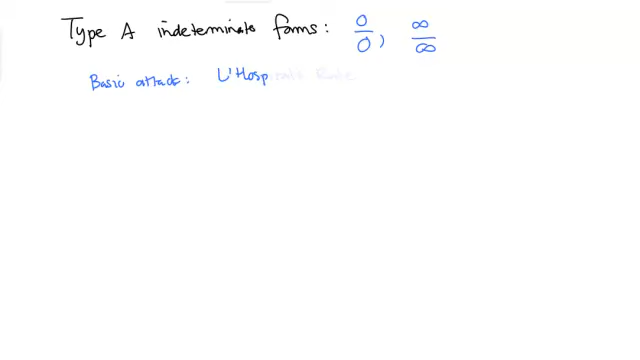 Type A indeterminate forms: 0/0, ∞/∞
Basic attack: L'Hospital's Rule